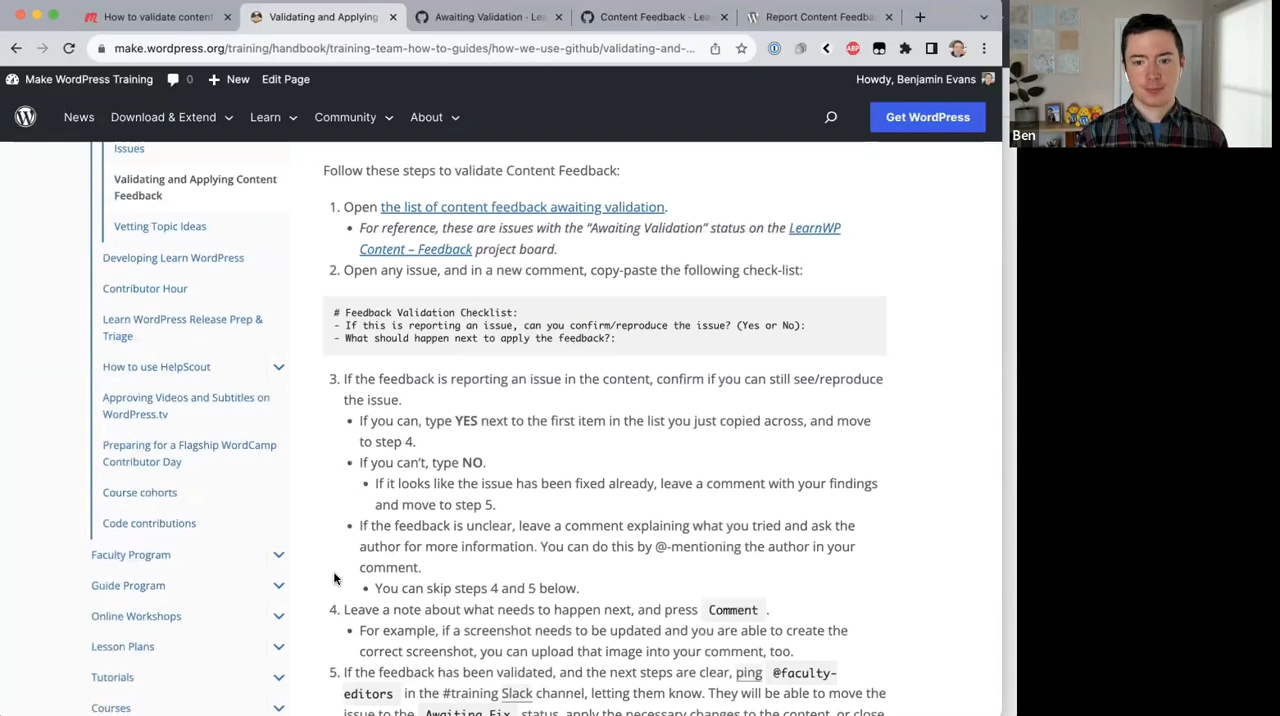 How to validate content
Validating and Applying
Awaiting Validation · Lea
Content Feedback · Lear
Report Content Feedba
make.wordpress.org/training/handbook/training-team-how-to-guides/how-we-use-github/validating-and-...
ABP
Make WordPress Training
0
New
Edit Page
Howdy, Benjamin Evans
News
Download & Extend
Learn
Community
About
Get WordPress
Ben
Issues
Validating and Applying Content
Feedback
Vetting Topic Ideas
Developing Learn WordPress
Contributor Hour
Learn WordPress Release Prep &
Triage
How to use HelpScout
Approving Videos and Subtitles on
WordPress.tv
Preparing for a Flagship WordCamp
Contributor Day
Course cohorts
Code contributions
Faculty Program
Guide Program
Online Workshops
Lesson Plans
Tutorials
Courses
Follow these steps to validate Content Feedback:
1. Open the list of content feedback awaiting validation.
• For reference, these are issues with the “Awaiting Validation” status on the LearnWP
Content – Feedback project board.
2. Open any issue, and in a new comment, copy-paste the following check-list:
# Feedback Validation Checklist:
- If this is reporting an issue, can you confirm/reproduce the issue? (Yes or No):
- What should happen next to apply the feedback?:
3. If the feedback is reporting an issue in the content, confirm if you can still see/reproduce
the issue.
• If you can, type YES next to the first item in the list you just copied across, and move
to step 4.
• If you can’t, type NO.
• If it looks like the issue has been fixed already, leave a comment with your findings
and move to step 5.
• If the feedback is unclear, leave a comment explaining what you tried and ask the
author for more information. You can do this by @-mentioning the author in your
comment.
• You can skip steps 4 and 5 below.
4. Leave a note about what needs to happen next, and press Comment .
• For example, if a screenshot needs to be updated and you are able to create the
correct screenshot, you can upload that image into your comment, too.
5. If the feedback has been validated, and the next steps are clear, ping @faculty-
editors in the #training Slack channel, letting them know. They will be able to move the
issue to the Awaiting Fix status, apply the necessary changes to the content, or close